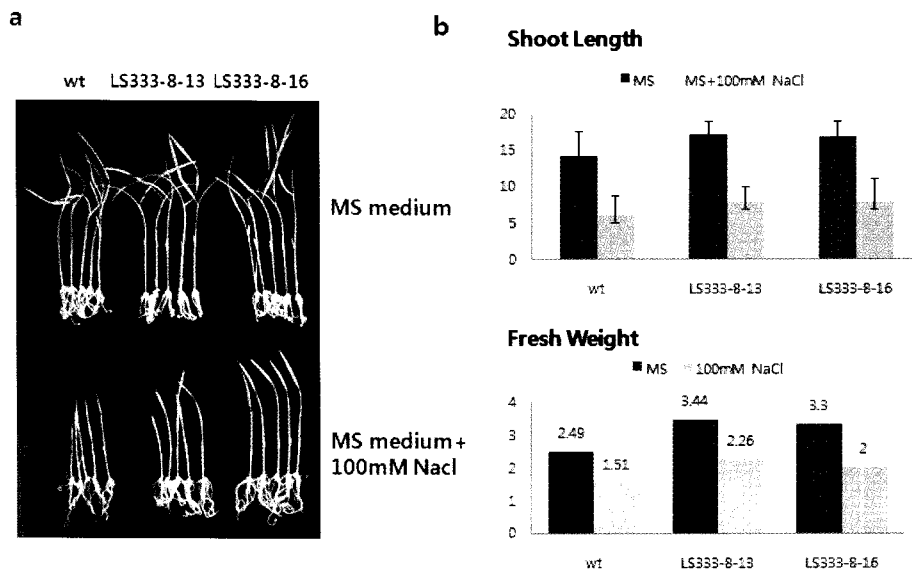 a
wt LS333-8-13 LS333-8-16
MS medium
MS medium +
100mM Nacl
b
Shoot Length
MS MS+100mM NaCl
20
15
10
5
0
wt LS333-8-13 LS333-8-16
Fresh Weight
MS 100mM NaCl
4
3
2
1
0
2.49 1.51 3.44 2.26 3.3 2
wt LS333-8-13 LS333-8-16